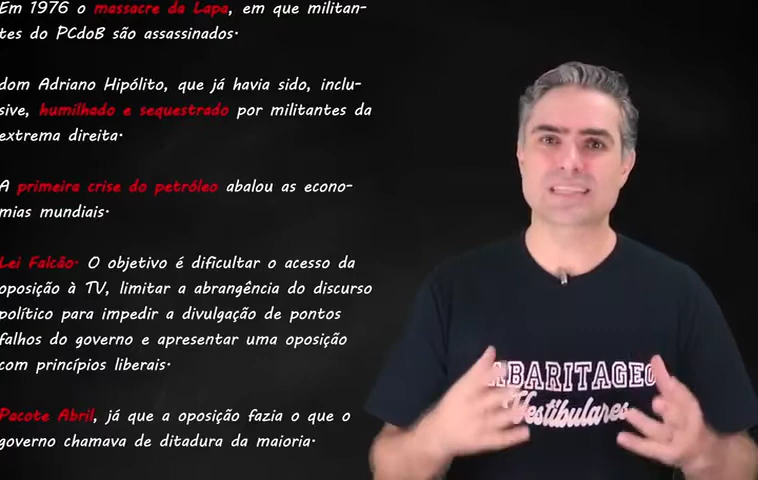 Em 1976 o massacre da Lapa, em que militan-
tes do PCdoB são assassinados.
dom Adriano Hipólito, que já havia sido, inclu-
sive, humilhado e sequestrado por militantes da
extrema direita.
A primeira crise do petróleo abalou as econo-
mias mundiais.
Lei Falcão. O objetivo é dificultar o acesso da
oposição à TV, limitar a abrangência do discurso
político para impedir a divulgação de pontos
falhos do governo e apresentar uma oposição
com princípios liberais.
Pacote Abril, já que a oposição fazia o que o
governo chamava de ditadura da maioria.
Vestibulares